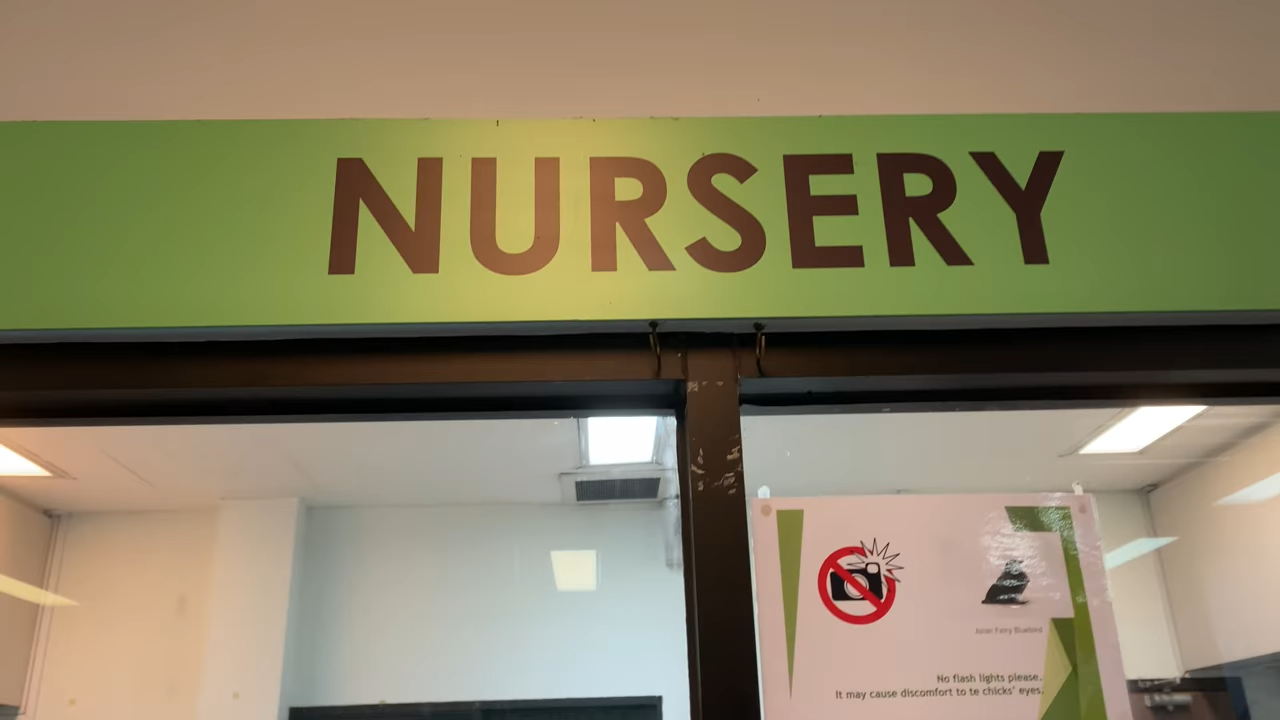 NURSERY
Asian Fairy Bluebird
No flash lights please.
It may cause discomfort to te chicks' eyes.